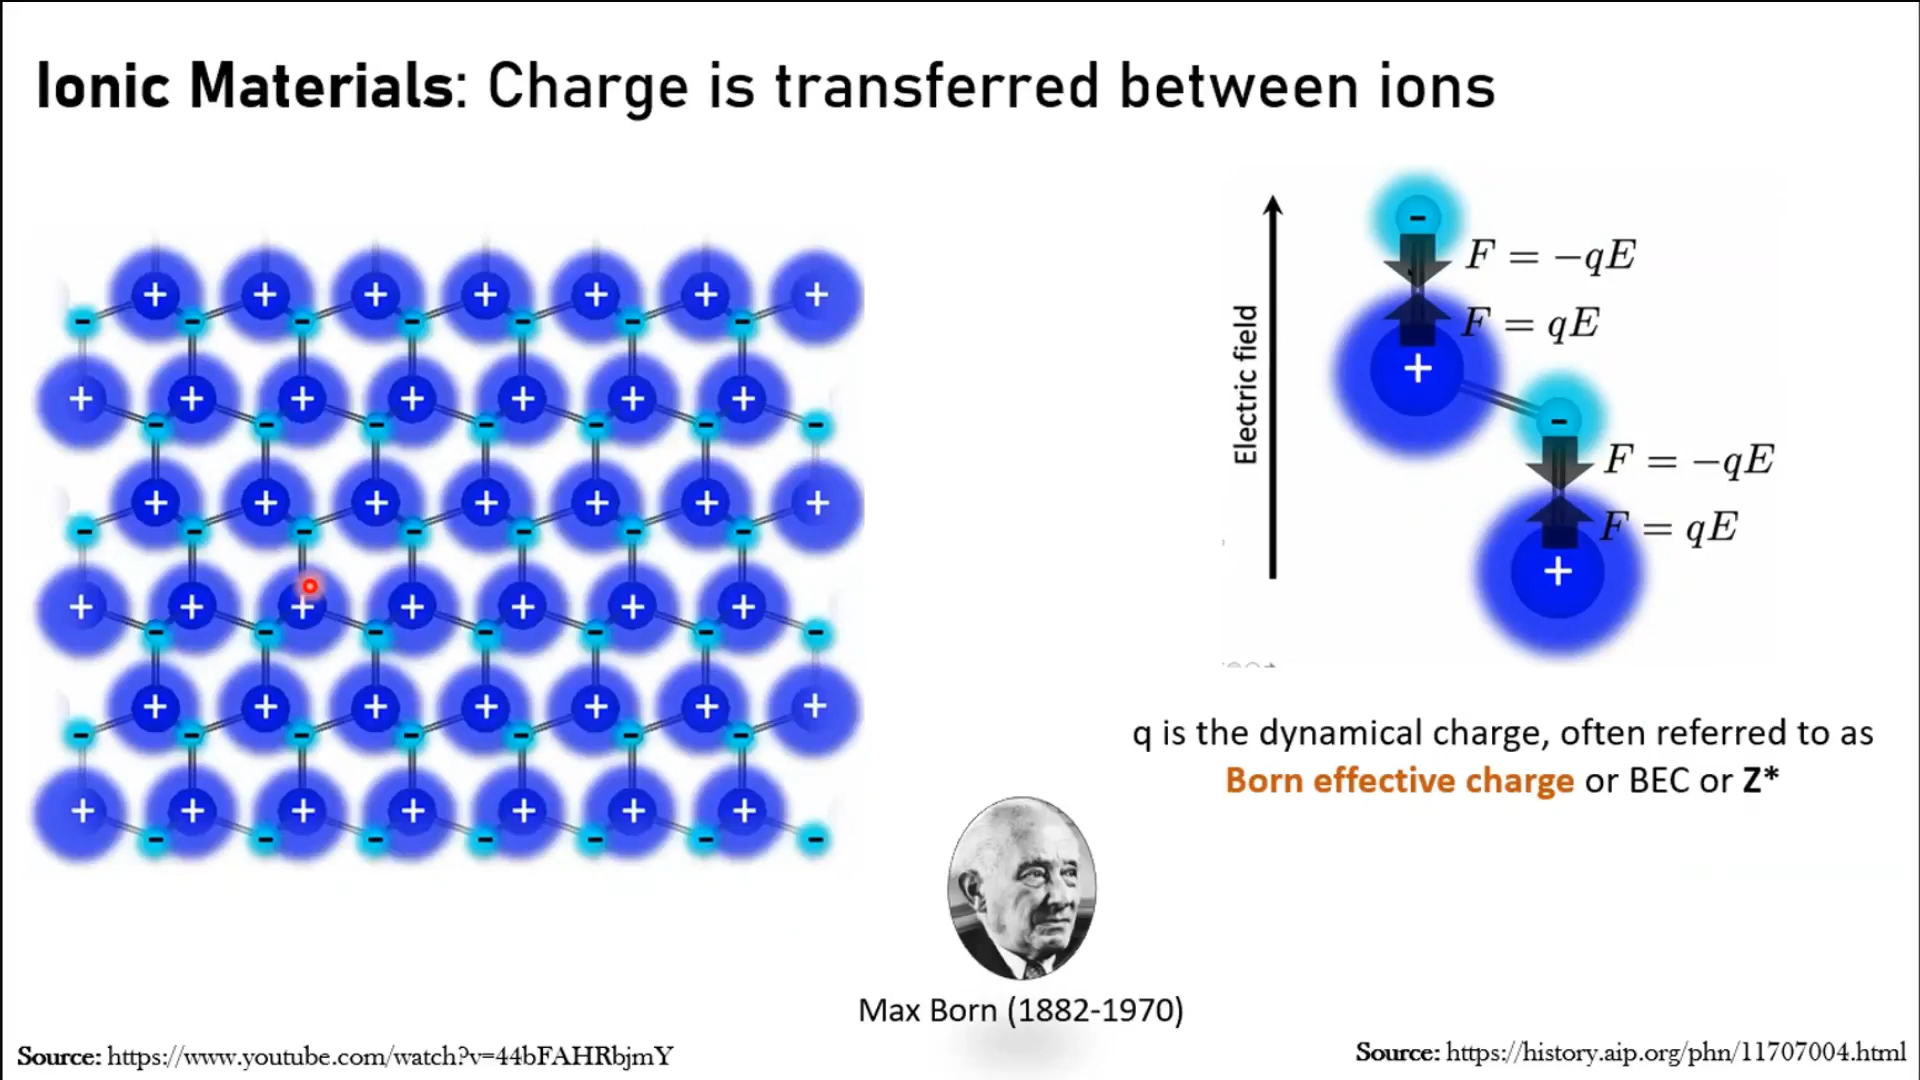 Ionic Materials: Charge is transferred between ions
Electric field
F = −qE
F = qE
F = −qE
F = qE
q is the dynamical charge, often referred to as
Born effective charge or BEC or Z*
Max Born (1882-1970)
Source: https://www.youtube.com/watch?v=44bFAHRbjmY
Source: https://history.aip.org/phn/11707004.html